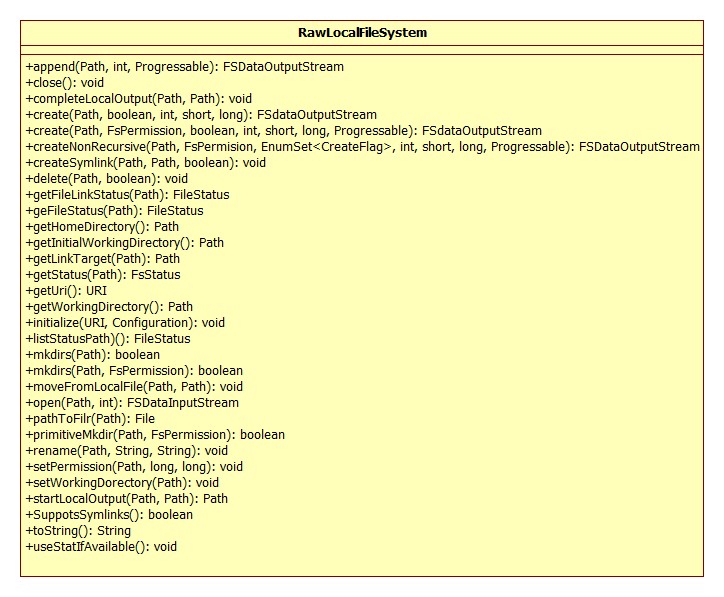 RawLocalFileSystem
+append(Path, int, Progressable): FSDataOutputStream
+close(): void
+completeLocalOutput(Path, Path): void
+create(Path, boolean, int, short, long): FSdataOutputStream
+create(Path, FsPermission, boolean, int, short, long, Progressable): FSdataOutputStream
+createNonRecursive(Path, FsPermision, EnumSet<CreateFlag>, int, short, long, Progressable): FSDataOutputStream
+createSymlink(Path, Path, boolean): void
+delete(Path, boolean): void
+getFileLinkStatus(Path): FileStatus
+geFileStatus(Path): FileStatus
+getHomeDirectory(): Path
+getInitialWorkingDirectory(): Path
+getLinkTarget(Path): Path
+getStatus(Path): FsStatus
+getUri(): URI
+getWorkingDirectory(): Path
+initialize(URI, Configuration): void
+listStatusPath)(): FileStatus
+mkdirs(Path): boolean
+mkdirs(Path, FsPermission): boolean
+moveFromLocalFile(Path, Path): void
+open(Path, int): FSDataInputStream
+pathToFilr(Path): File
+primitiveMkdir(Path, FsPermission): boolean
+rename(Path, String, String): void
+setPermission(Path, long, long): void
+setWorkingDorectory(Path): void
+startLocalOutput(Path, Path): Path
+SuppotsSymlinks(): boolean
+toString(): String
+useStatIfAvailable(): void